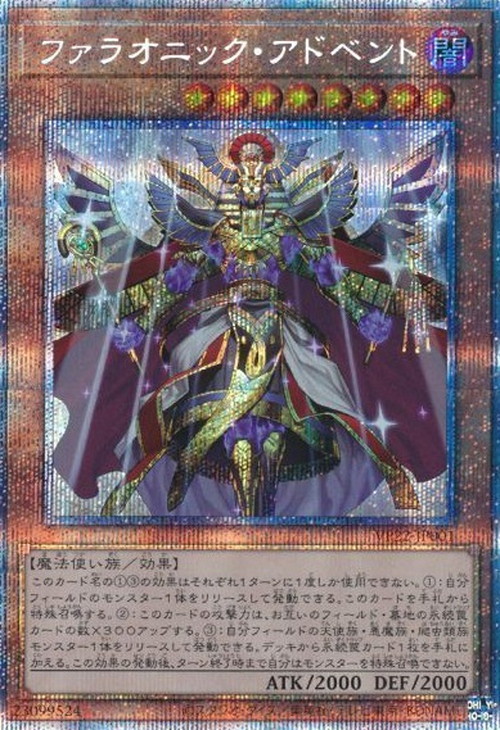 ファラオニック・アドベント
闇
VP22-JP001
【魔法使い族／効果】
このカード名の①③の効果はそれぞれ1ターンに1度しか使用できない。①：自分
フィールドのモンスター1体をリリースして発動できる。このカードを手札から
特殊召喚する。②：このカードの攻撃力は、お互いのフィールド・墓地の永続罠
カードの数×300アップする。③：自分フィールドの天使族・悪魔族・爬虫類族
モンスター1体をリリースして発動できる。デッキから永続罠カード1枚を手札に
加える。この効果の発動後、ターン終了時まで自分はモンスターを特殊召喚できない。
ATK/2000 DEF/2000
23099524